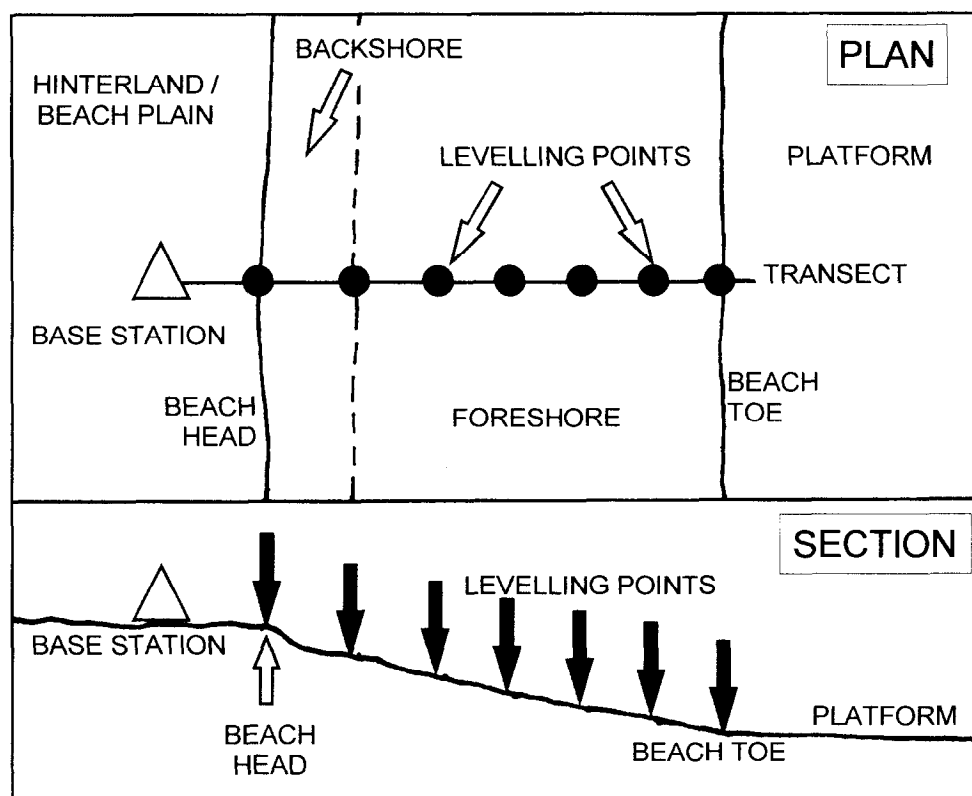 BACKSHORE
PLAN
HINTERLAND /
BEACH PLAIN
LEVELLING POINTS
PLATFORM
TRANSECT
BASE STATION
BEACH
HEAD
FORESHORE
BEACH
TOE
SECTION
LEVELLING POINTS
BASE STATION
BEACH
HEAD
PLATFORM
BEACH TOE